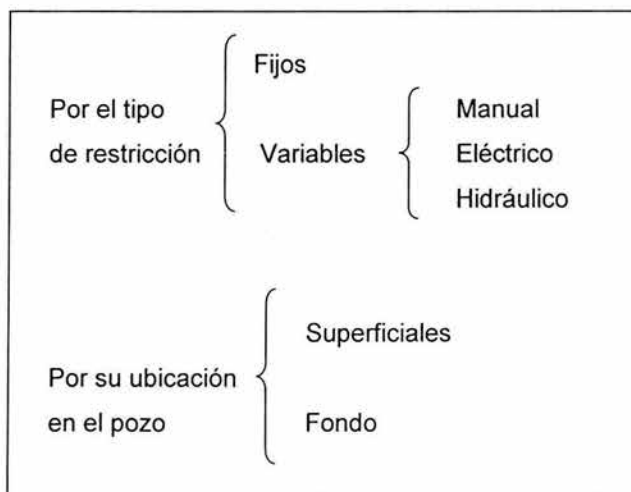 Fijos
Por el tipo
de restricción
Variables
Manual
Eléctrico
Hidráulico
Superficiales
Por su ubicación
en el pozo
Fondo